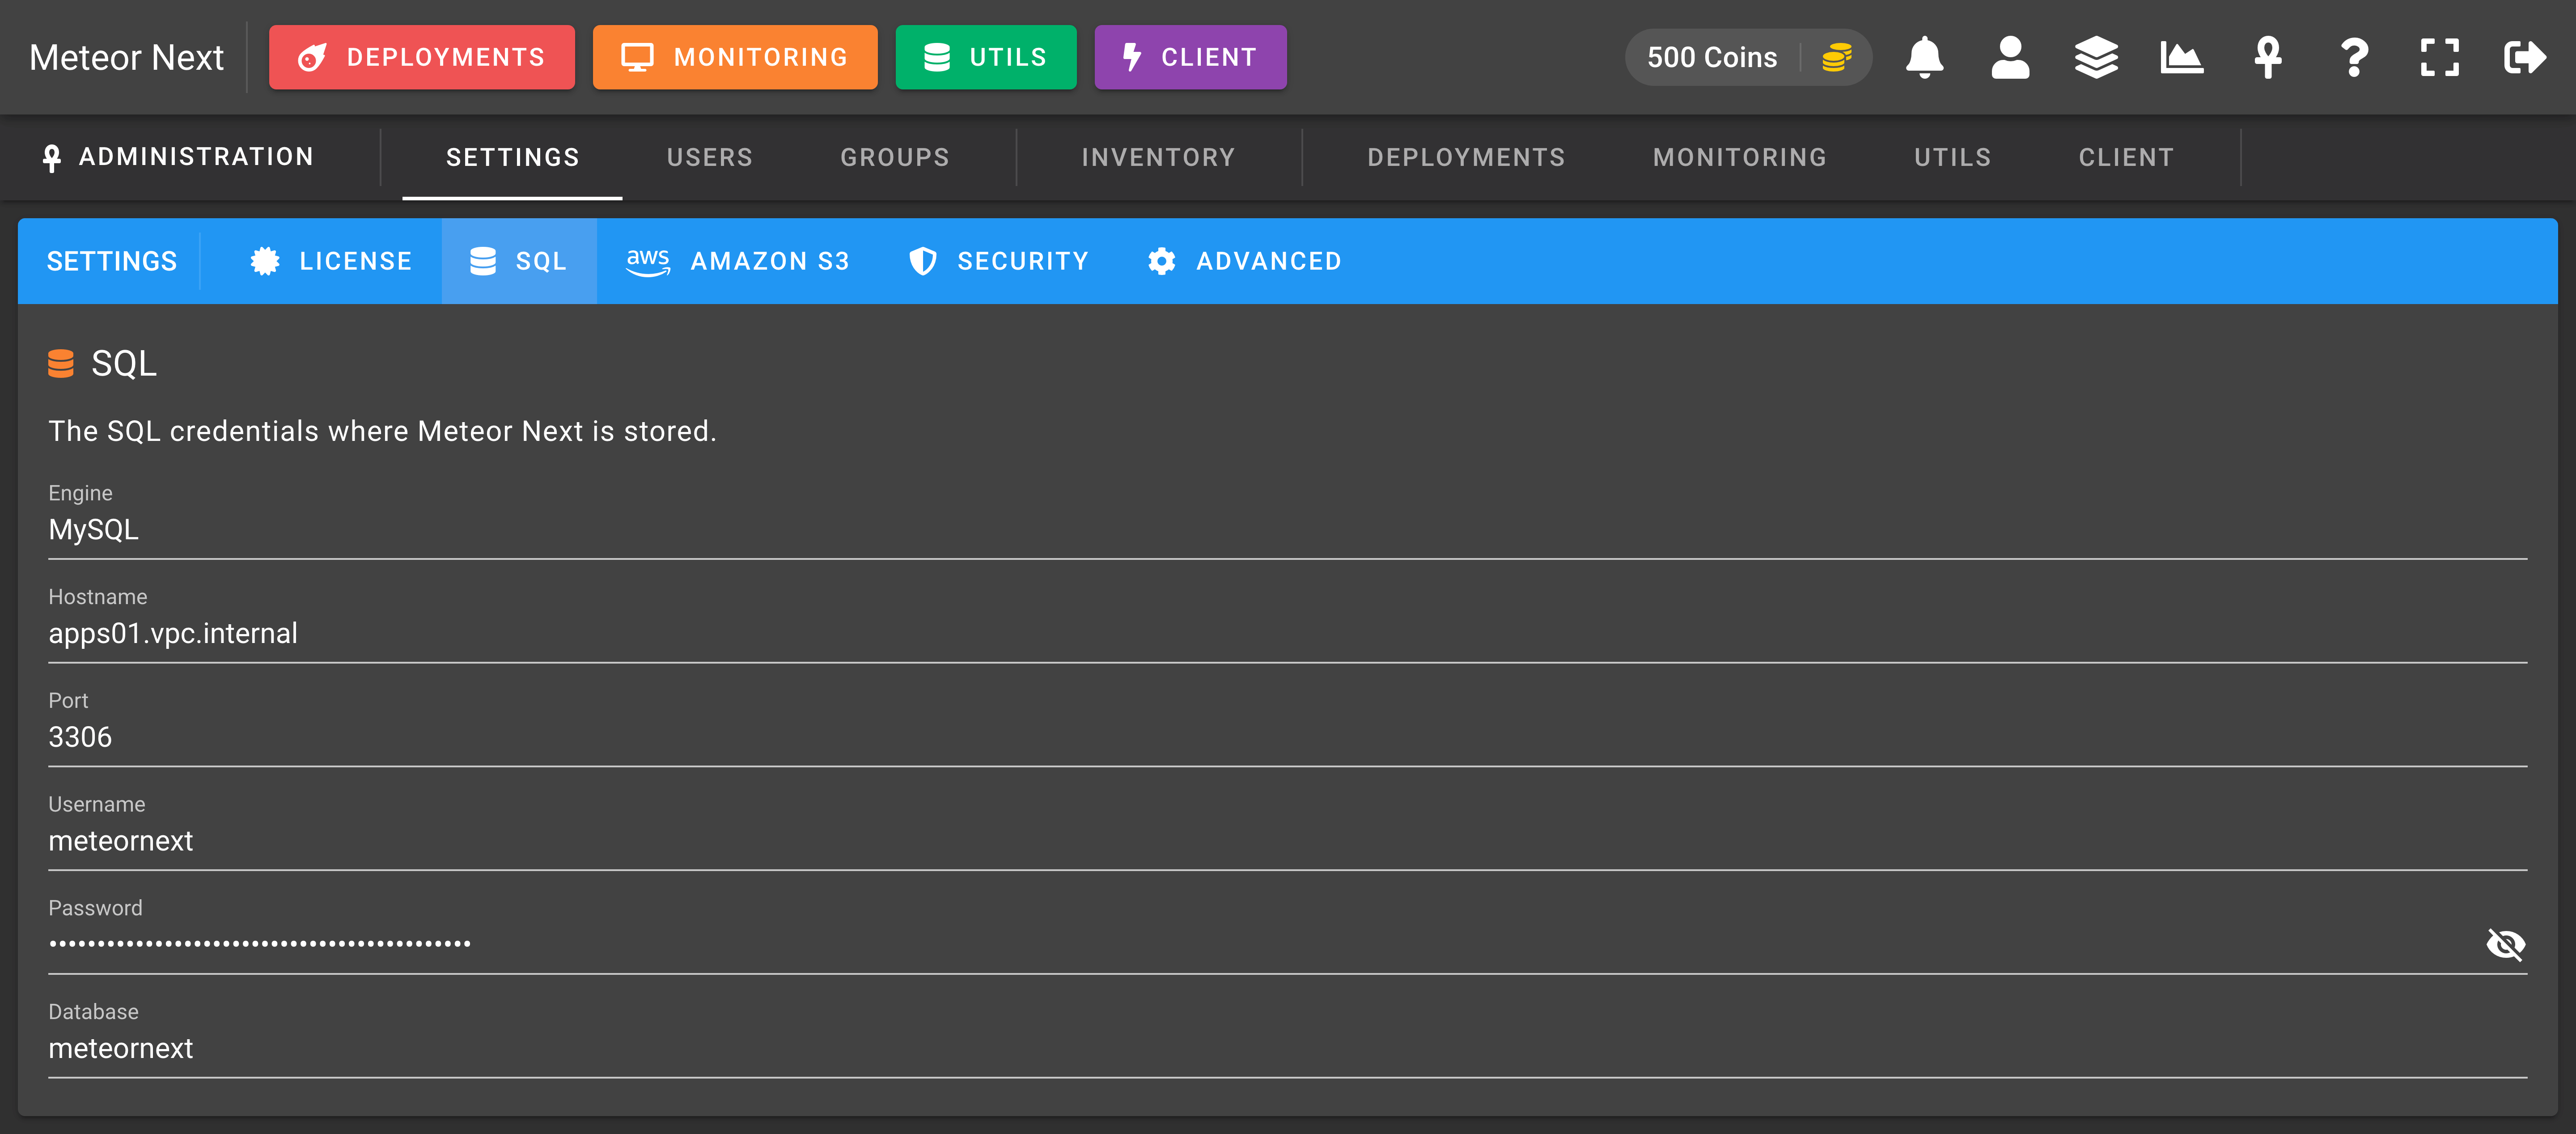 Meteor Next DEPLOYMENTS MONITORING UTILS CLIENT 500 Coins
ADMINISTRATION SETTINGS USERS GROUPS INVENTORY DEPLOYMENTS MONITORING UTILS CLIENT
SETTINGS LICENSE SQL aws AMAZON S3 SECURITY ADVANCED
SQL
The SQL credentials where Meteor Next is stored.
Engine
MySQL
Hostname
apps01.vpc.internal
Port
3306
Username
meteornext
Password
••••••••••••••••••••••••••••••••••••••••••••
Database
meteornext